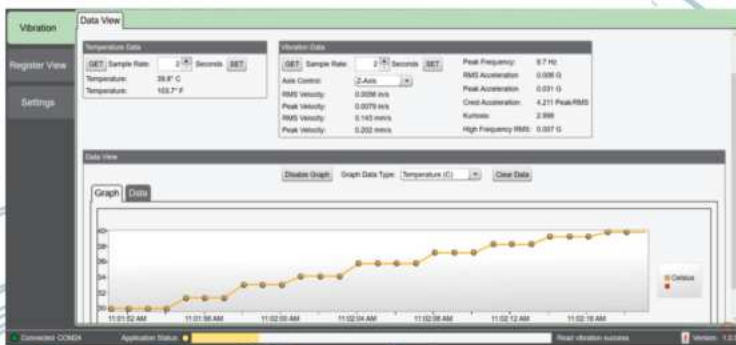 Data View
Vibration
Register View
Settings
Temperature Data
GET Sample Rate: 2 Seconds SET
Temperature: 39.8° C
Temperature: 103.7° F
Vibration Data
GET Sample Rate: 2 Seconds SET
Axis Control: Z-Axis
RMS Velocity: 0.0056 in/s
Peak Velocity: 0.0079 in/s
RMS Velocity: 0.143 mm/s
Peak Velocity: 0.202 mm/s
Peak Frequency: 9.7 Hz
RMS Acceleration: 0.008 G
Peak Acceleration: 0.031 G
Crest Acceleration: 4.211 Peak/RMS
Kurtosis: 2.998
High Frequency RMS: 0.007 G
Data View
Disable Graph Graph Data Type: Temperature (C) Clear Data
Graph Data
40
38
36
34
32
30
11:01:52 AM 11:01:56 AM 11:02:00 AM 11:02:04 AM 11:02:08 AM 11:02:12 AM 11:02:16 AM
Celsius
Connected: COM24 Application Status: Read vibration success Version: